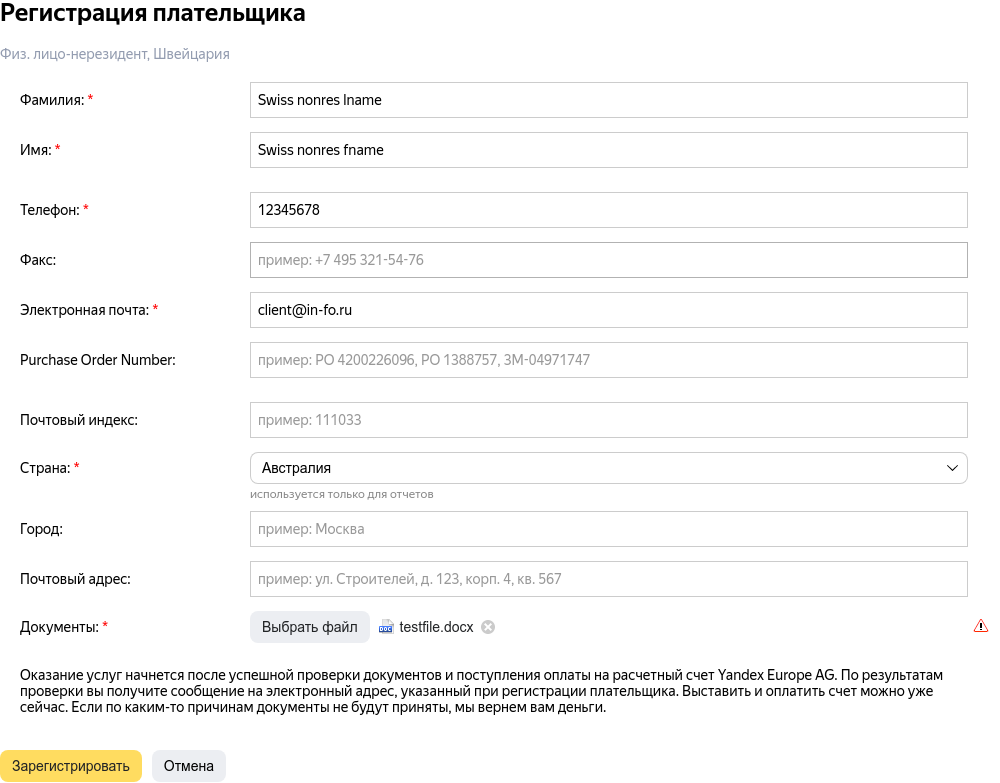 Регистрация плательщика
Физ. лицо-нерезидент, Швейцария
Фамилия: * Swiss nonres lname
Имя: * Swiss nonres fname
Телефон: * 12345678
Факс: пример: +7 495 321-54-76
Электронная почта: * client@in-fo.ru
Purchase Order Number: пример: PO 4200226096, PO 1388757, ЗМ-04971747
Почтовый индекс: пример: 111033
Страна: * Австралия
используется только для отчетов
Город: пример: Москва
Почтовый адрес: пример: ул. Строителей, д. 123, корп. 4, кв. 567
Документы: * Выбрать файл testfile.docx
Оказание услуг начнется после успешной проверки документов и поступления оплаты на расчетный счет Yandex Europe AG. По результатам
проверки вы получите сообщение на электронный адрес, указанный при регистрации плательщика. Выставить и оплатить счет можно уже
сейчас. Если по каким-то причинам документы не будут приняты, мы вернем вам деньги.
Зарегистрировать Отмена